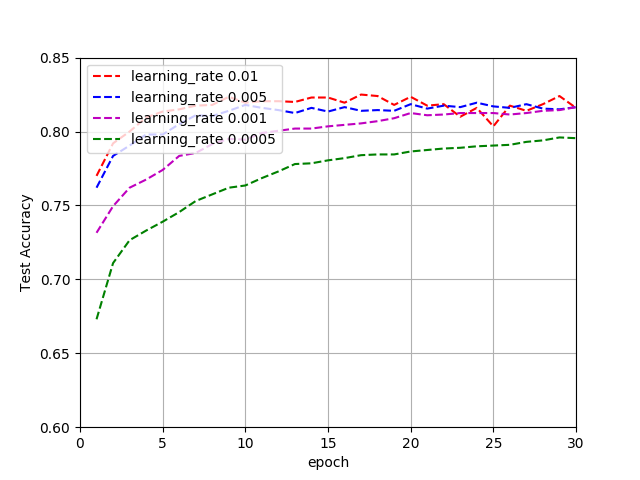 0.85
learning_rate 0.01
learning_rate 0.005
learning_rate 0.001
learning_rate 0.0005
0.80
0.75
0.70
0.65
0.60
Test Accuracy
0 5 10 15 20 25 30
epoch